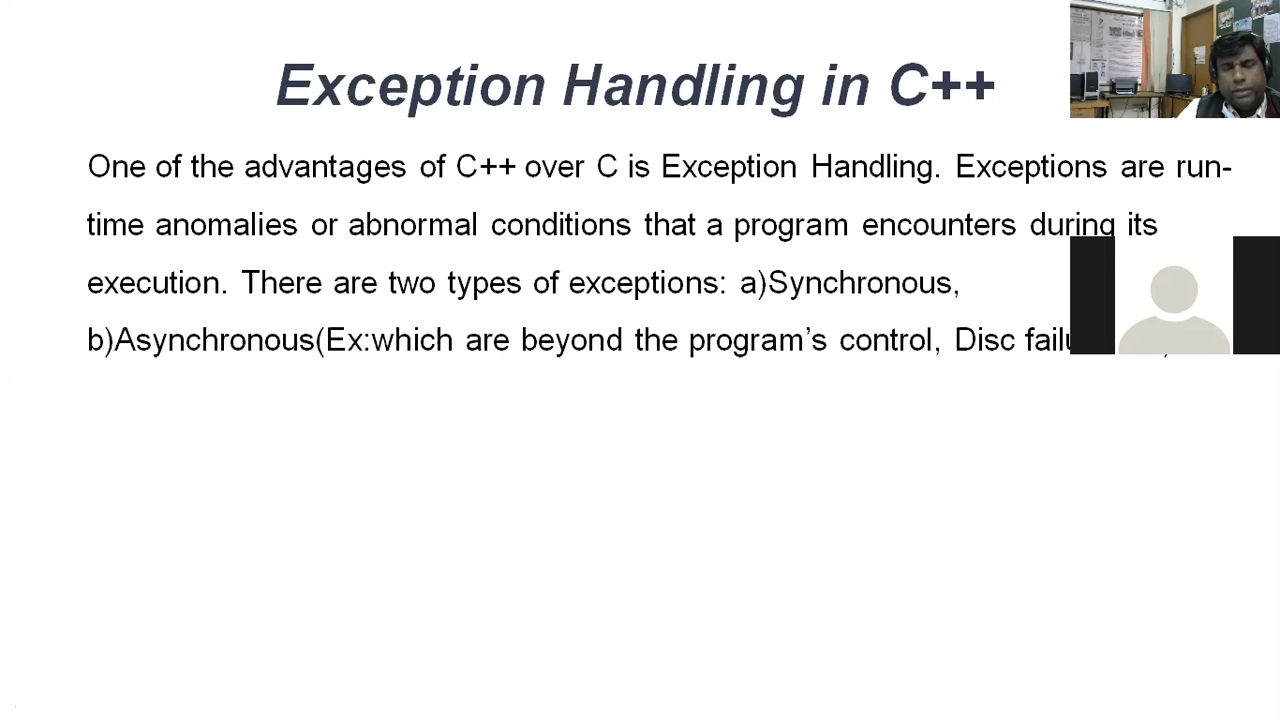 Exception Handling in C++
One of the advantages of C++ over C is Exception Handling. Exceptions are run-
time anomalies or abnormal conditions that a program encounters during its
execution. There are two types of exceptions: a)Synchronous,
b)Asynchronous(Ex:which are beyond the program’s control, Disc